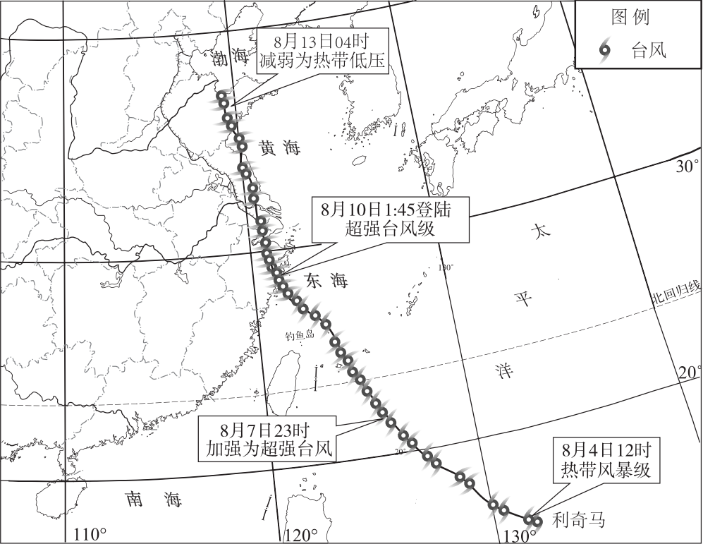 图例
台风
8月13日04时
减弱为热带低压
渤海
黄海
30°
8月10日1:45登陆
超强台风级
太
平
洋
130°
东海
北回归线
钓鱼岛
20°
8月7日23时
加强为超强台风
20°
8月4日12时
热带风暴级
南海
利奇马
110°
120°
130°